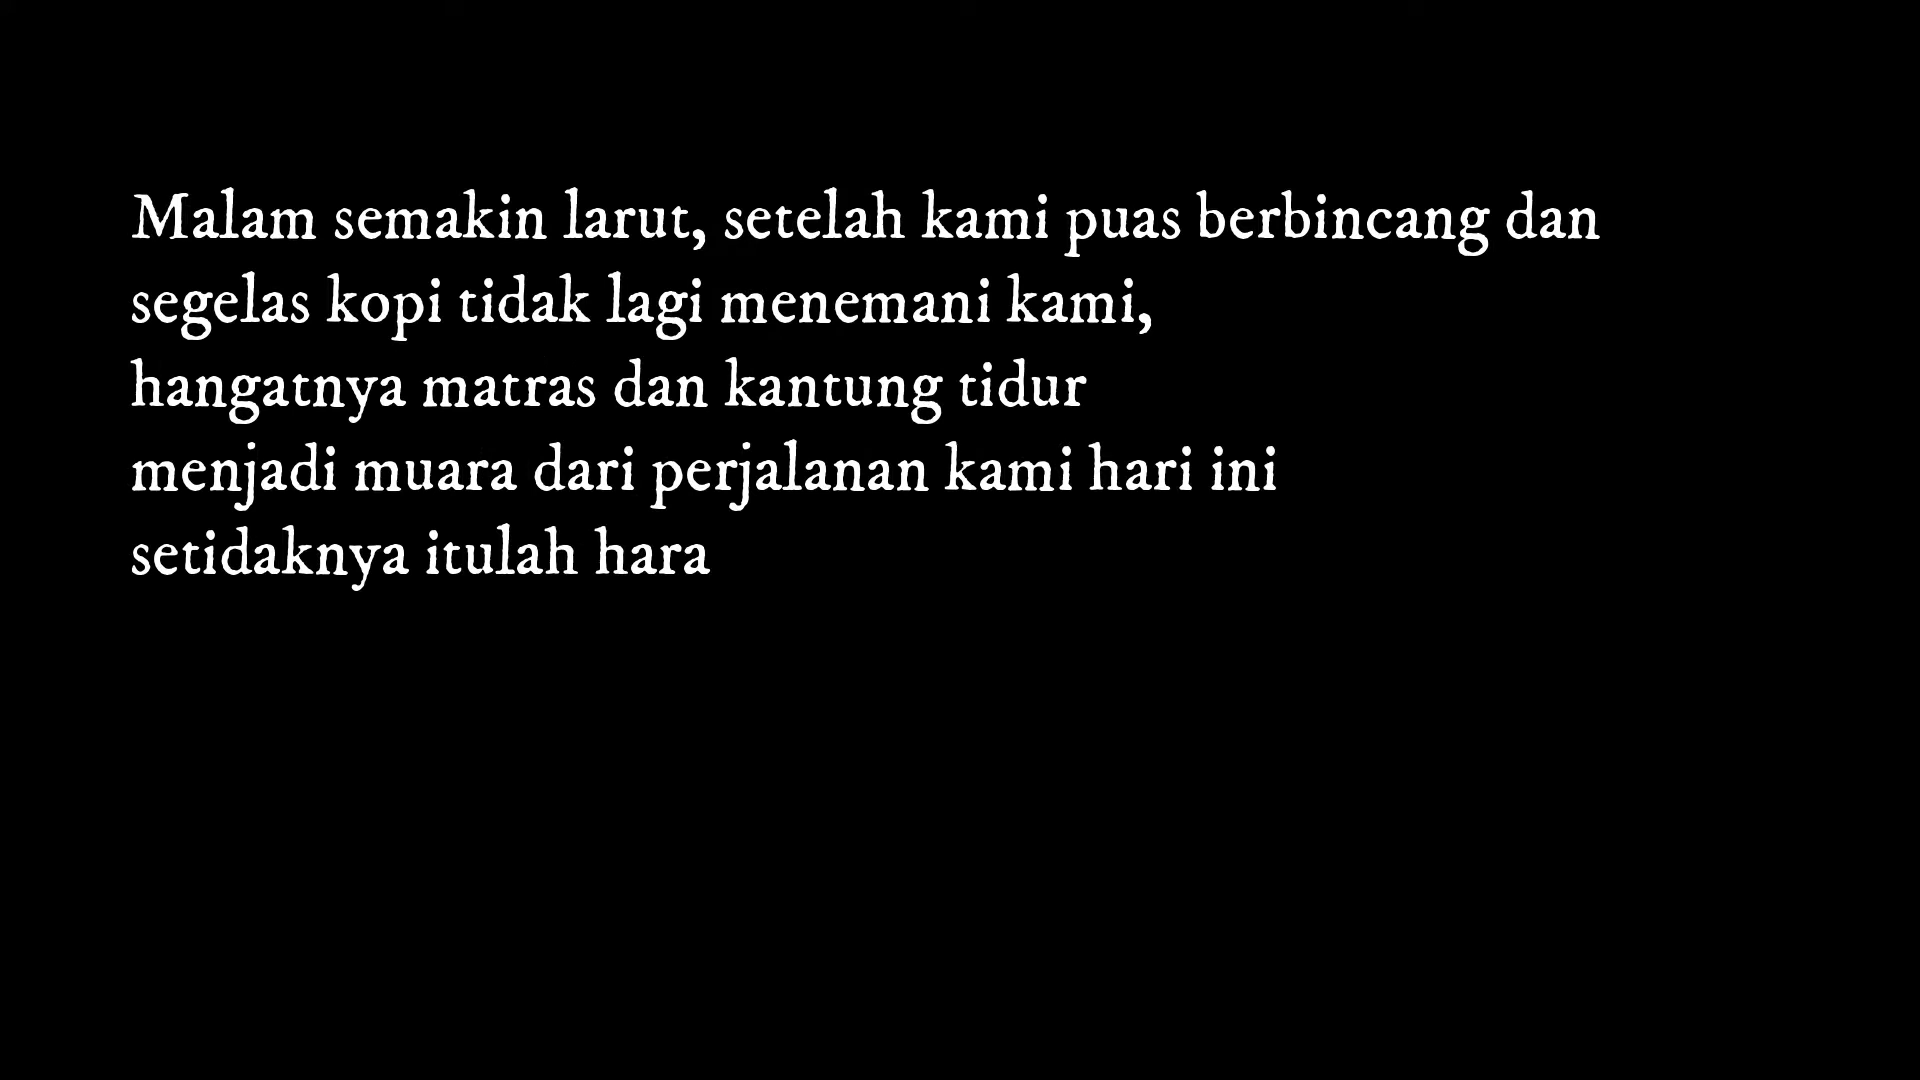 Malam semakin larut, setelah kami puas berbincang dan
segelas kopi tidak lagi menemani kami,
hangatnya matras dan kantung tidur
menjadi muara dari perjalanan kami hari ini
setidaknya itulah hara